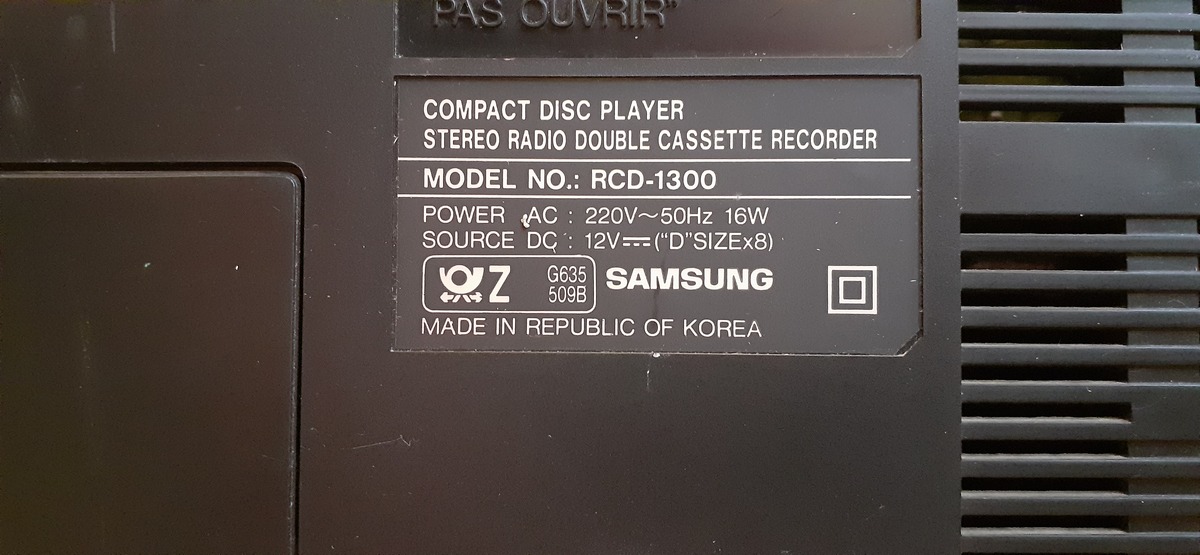 PAS OUVRIR"
COMPACT DISC PLAYER
STEREO RADIO DOUBLE CASSETTE RECORDER
MODEL NO.: RCD-1300
POWER AC : 220V~50Hz 16W
SOURCE DC : 12V⎓("D"SIZEx8)
Z G635
509B
SAMSUNG
MADE IN REPUBLIC OF KOREA